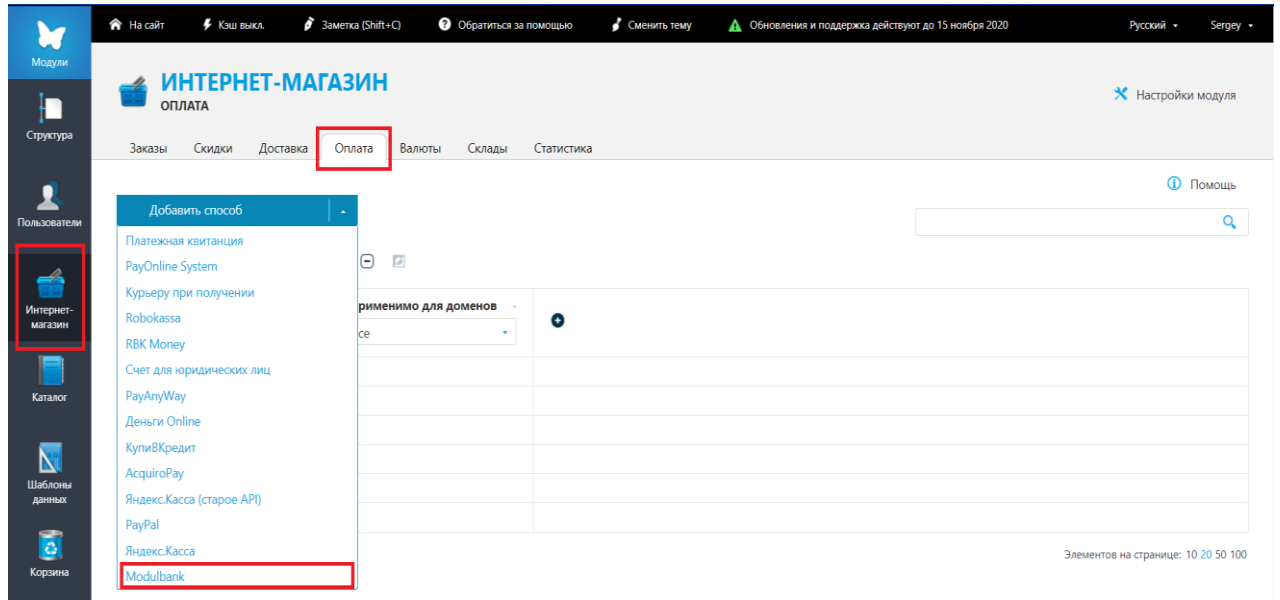 На сайт
Кэш выкл.
Заметка (Shift+C)
Обратиться за помощью
Сменить тему
Обновления и поддержка действуют до 15 ноября 2020
Русский
Sergey
Модули
Структура
Пользователи
Интернет-
магазин
Каталог
Шаблоны
данных
Корзина
ИНТЕРНЕТ-МАГАЗИН
ОПЛАТА
Настройки модуля
Заказы
Скидки
Доставка
Оплата
Валюты
Склады
Статистика
Помощь
Добавить способ
Платежная квитанция
PayOnline System
Курьеру при получении
Robokassa
RBK Money
Счет для юридических лиц
PayAnyWay
Деньги Online
КупиВКредит
AcquiroPay
Яндекс.Касса (старое API)
PayPal
Яндекс.Касса
Modulbank
рименимо для доменов
се
Элементов на странице: 10 20 50 100